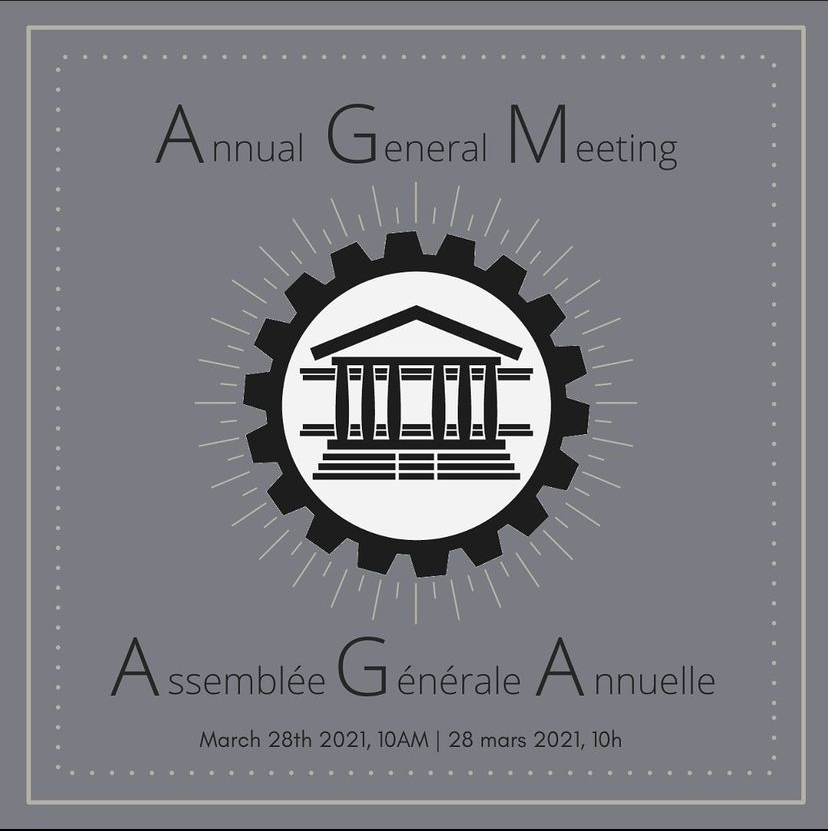 Annual General Meeting
Assemblée Générale Annuelle
March 28th 2021, 10AM | 28 mars 2021, 10h